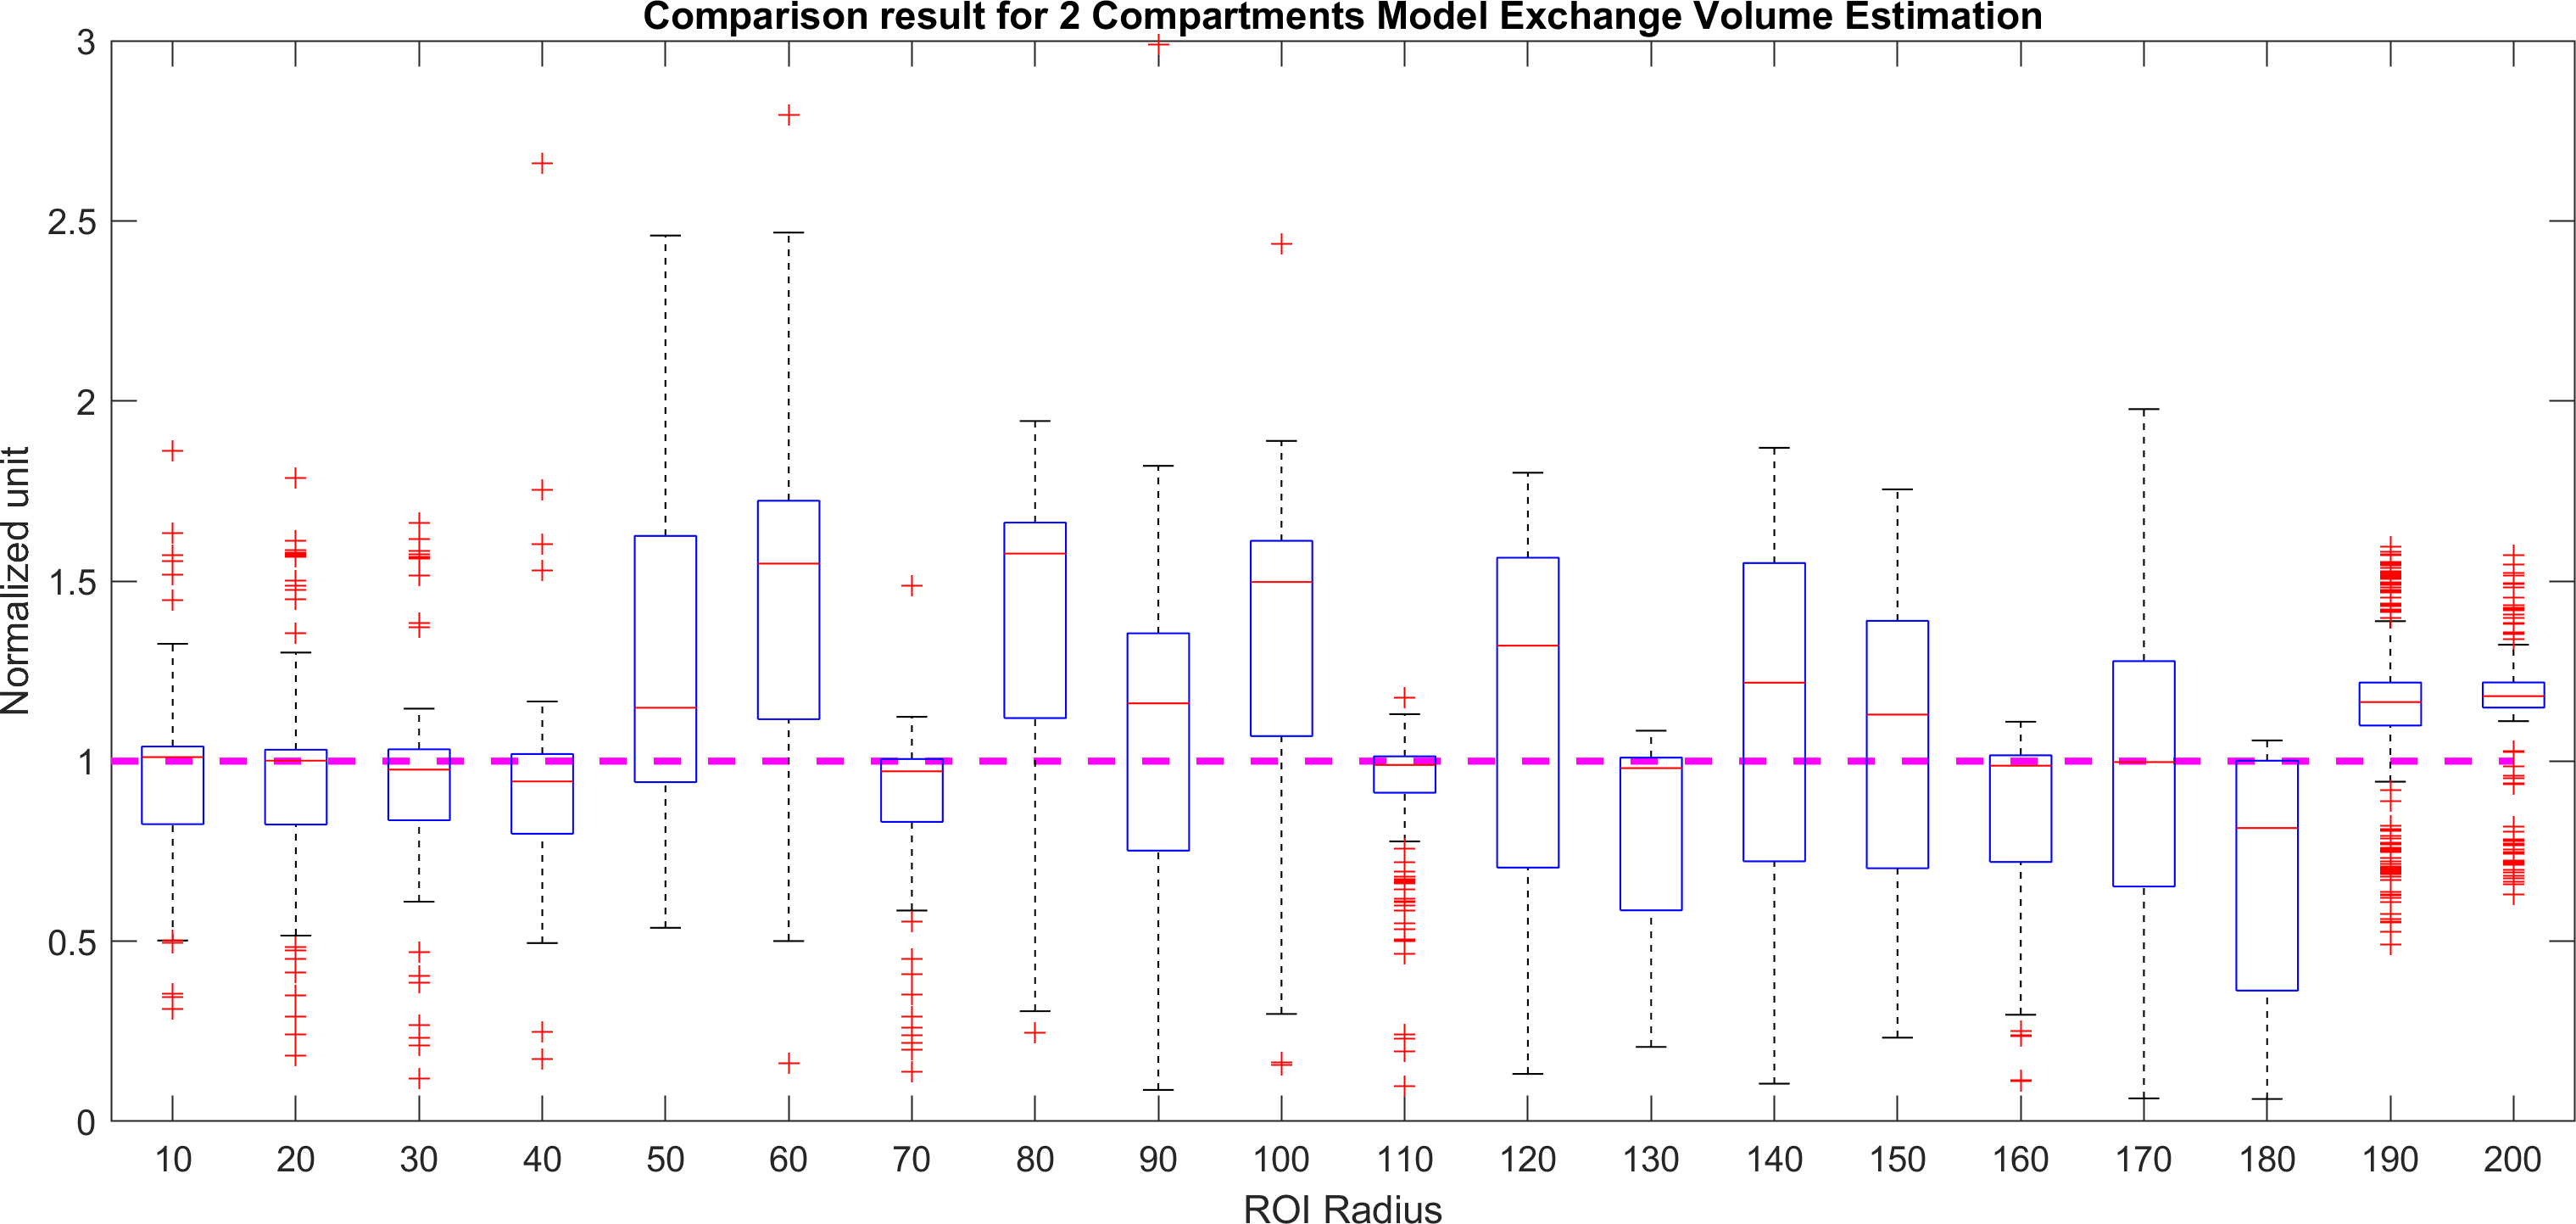 Comparison result for 2 Compartments Model Exchange Volume Estimation
Normalized unit
3
2.5
2
1.5
1
0.5
0
10 20 30 40 50 60 70 80 90 100 110 120 130 140 150 160 170 180 190 200
ROI Radius